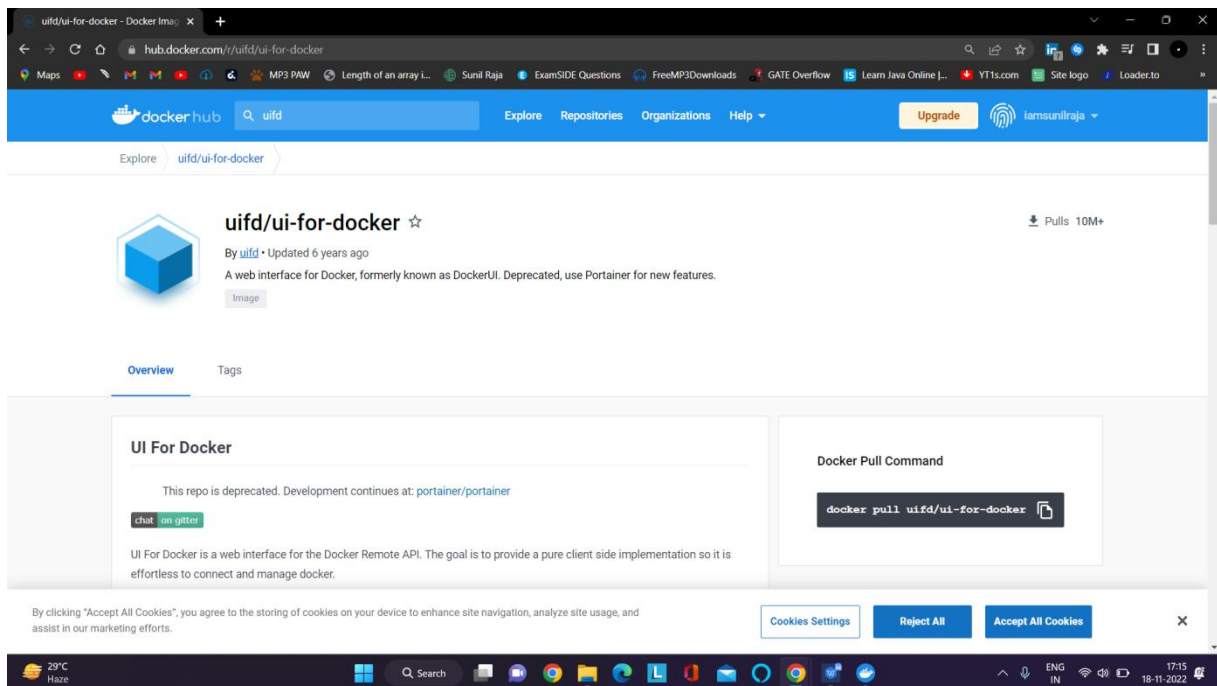 uifd/ui-for-docker - Docker Imag
hub.docker.com/r/uifd/ui-for-docker
Maps
MP3 PAW
Length of an array i...
Sunil Raja
ExamSIDE Questions
FreeMP3Downloads
GATE Overflow
Learn Java Online |...
YT1s.com
Site logo
Loader.to
»
dockerhub
uifd
Explore
Repositories
Organizations
Help
Upgrade
iamsunilraja
Explore
uifd/ui-for-docker
uifd/ui-for-docker
Pulls 10M+
By uifd • Updated 6 years ago
A web interface for Docker, formerly known as DockerUI. Deprecated, use Portainer for new features.
Image
Overview
Tags
UI For Docker
This repo is deprecated. Development continues at: portainer/portainer
chat on gitter
UI For Docker is a web interface for the Docker Remote API. The goal is to provide a pure client side implementation so it is
effortless to connect and manage docker.
Docker Pull Command
docker pull uifd/ui-for-docker
By clicking "Accept All Cookies", you agree to the storing of cookies on your device to enhance site navigation, analyze site usage, and
assist in our marketing efforts.
Cookies Settings
Reject All
Accept All Cookies
29°C
Haze
Search
ENG
IN
17:15
18-11-2022